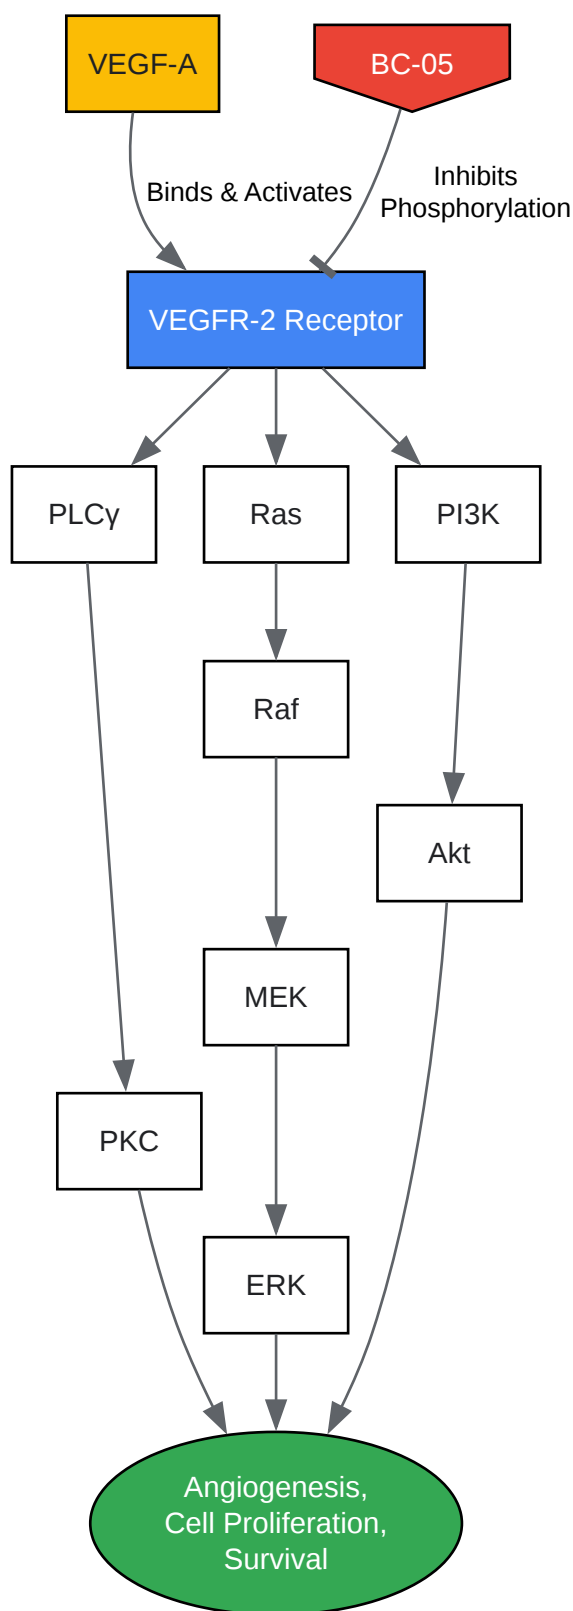 VEGF-A
BC-05
Binds & Activates
Inhibits
Phosphorylation
VEGFR-2 Receptor
PLCγ
Ras
PI3K
Raf
Akt
MEK
PKC
ERK
Angiogenesis,
Cell Proliferation,
Survival